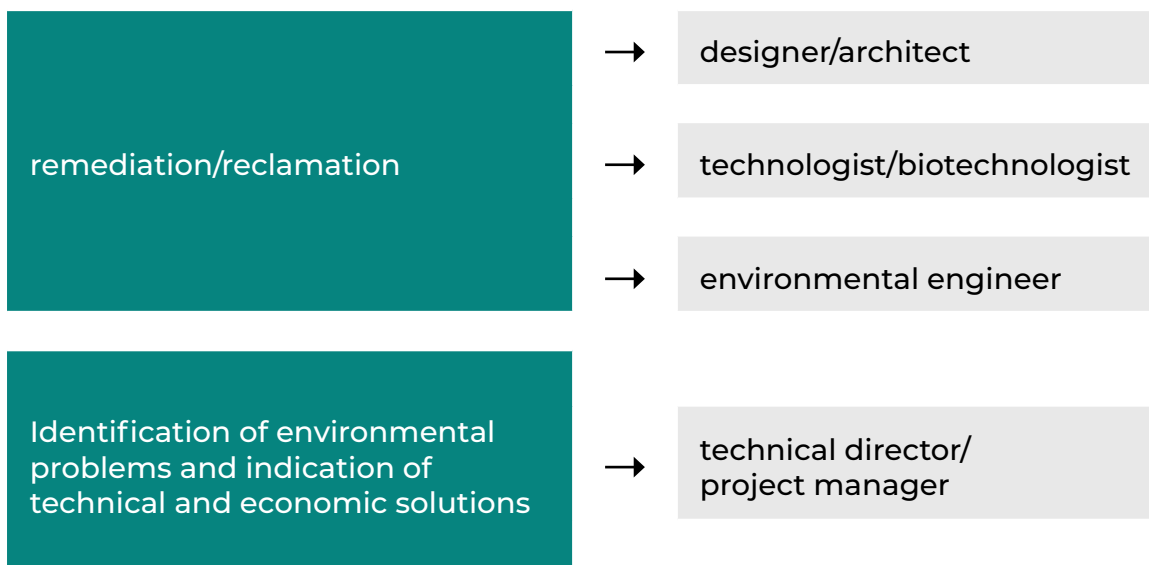 remediation/reclamation
designer/architect
technologist/biotechnologist
environmental engineer
Identification of environmental
problems and indication of
technical and economic solutions
technical director/
project manager